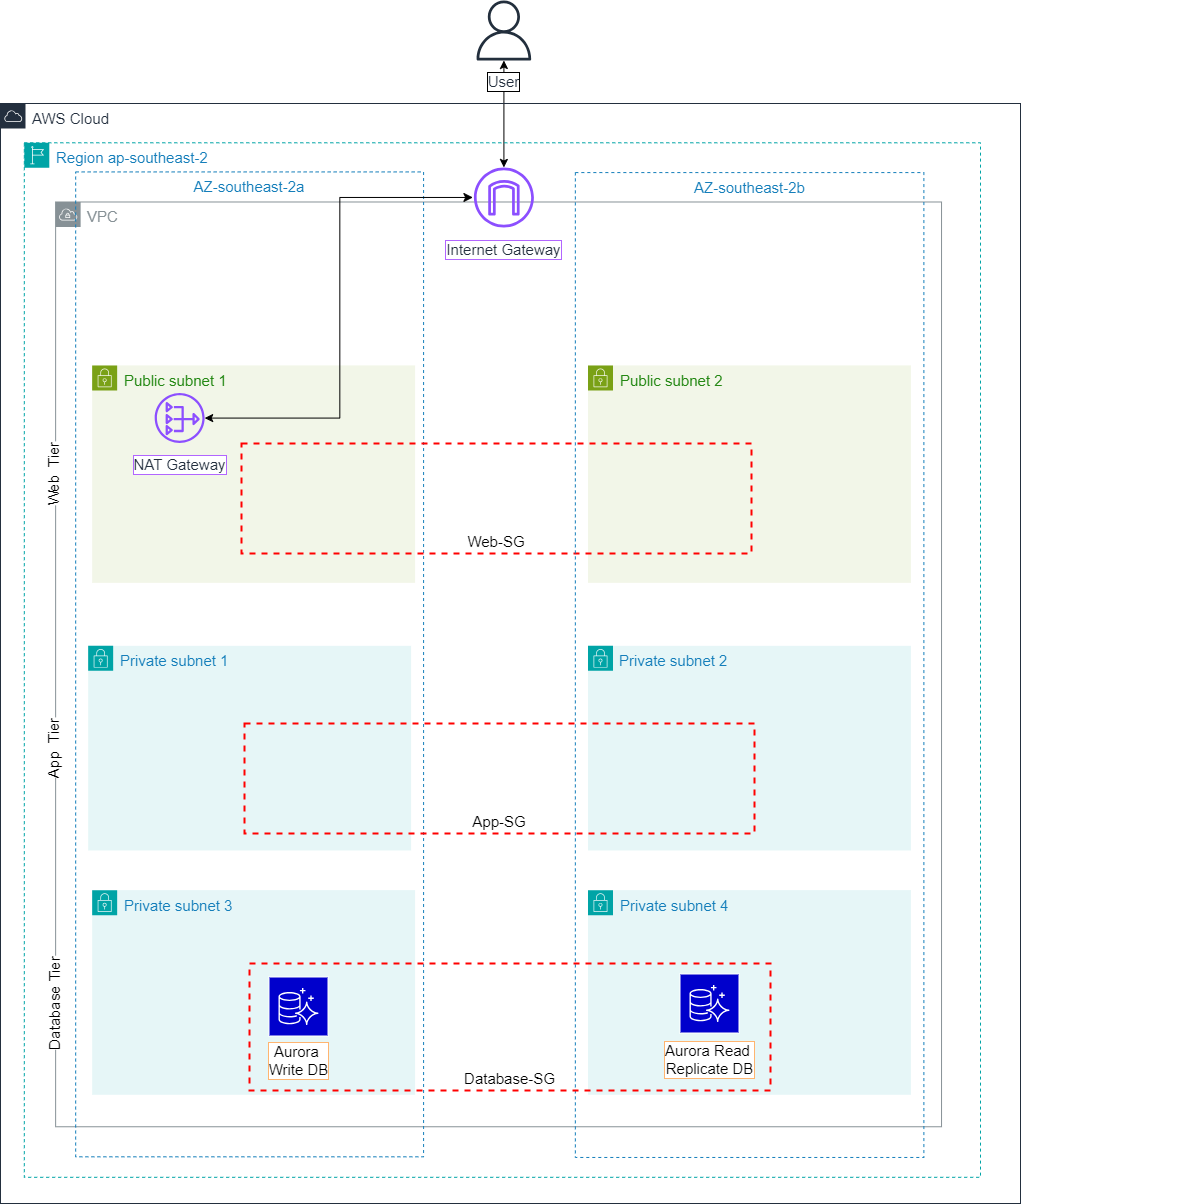 User
AWS Cloud
Region ap-southeast-2
AZ-southeast-2a
AZ-southeast-2b
VPC
Internet Gateway
Public subnet 1
Public subnet 2
NAT Gateway
Web Tier
Web-SG
Private subnet 1
Private subnet 2
App Tier
App-SG
Private subnet 3
Private subnet 4
Database Tier
Aurora
Write DB
Aurora Read
Replicate DB
Database-SG